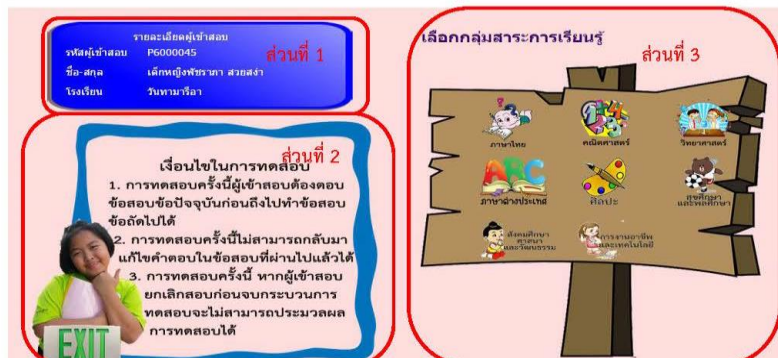 รายละเอียดผู้เข้าสอบ
รหัสผู้เข้าสอบ P6000045
ส่วนที่ 1
ชื่อ-สกุล เด็กหญิงพัชราภา สวยสง่า
โรงเรียน วันทามารีอา
ส่วนที่ 2
เงื่อนไขในการทดสอบ
1. การทดสอบครั้งนี้ผู้เข้าสอบต้องตอบ
ข้อสอบข้อปัจจุบันก่อนถึงไปทำข้อสอบ
ข้อถัดไปได้
2. การทดสอบครั้งนี้ไม่สามารถกลับมา
แก้ไขคำตอบในข้อสอบที่ผ่านไปแล้วได้
3. การทดสอบครั้งนี้ หากผู้เข้าสอบ
ยกเลิกสอบก่อนจบกระบวนการ
ทดสอบจะไม่สามารถประมวลผล
การทดสอบได้
EXIT
เลือกกลุ่มสาระการเรียนรู้
ส่วนที่ 3
ภาษาไทย
คณิตศาสตร์
วิทยาศาสตร์
ABC
ภาษาต่างประเทศ
ศิลปะ
สุขศึกษา
และพลศึกษา
สังคมศึกษา
ศาสนา
และวัฒนธรรม
การงานอาชีพ
และเทคโนโลยี